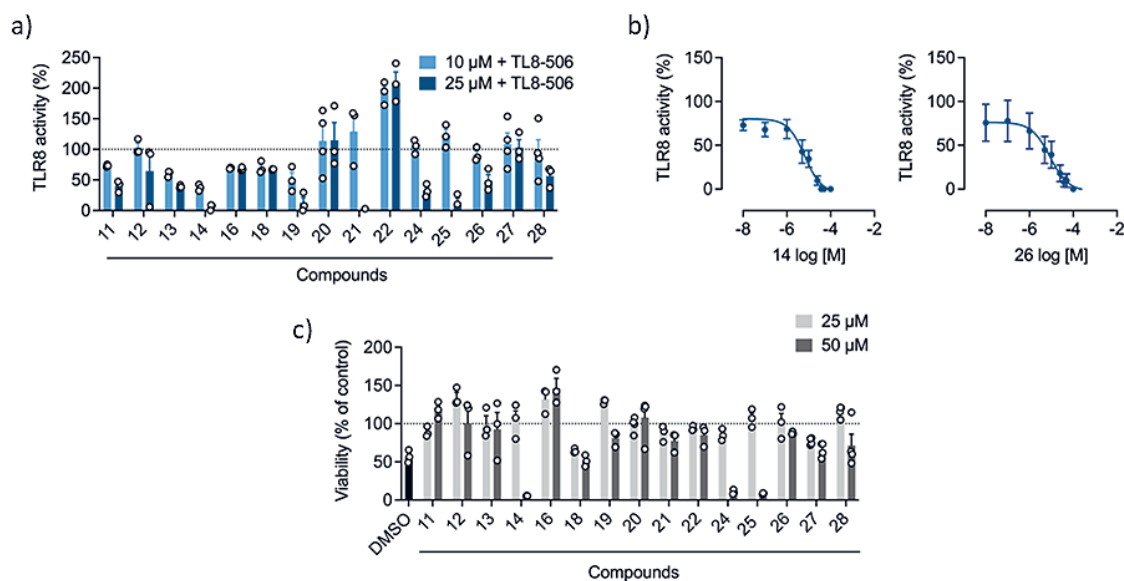 a)
TLR8 activity (%)
250
200
150
100
50
0
10 µM + TL8-506
25 µM + TL8-506
11 12 13 14 16 18 19 20 21 22 24 25 26 27 28
Compounds
b)
TLR8 activity (%)
150
100
50
0
-8 -6 -4 -2
14 log [M]
TLR8 activity (%)
150
100
50
0
-8 -6 -4 -2
26 log [M]
c)
Viability (% of control)
200
150
100
50
0
25 µM
50 µM
DMSO 11 12 13 14 16 18 19 20 21 22 24 25 26 27 28
Compounds